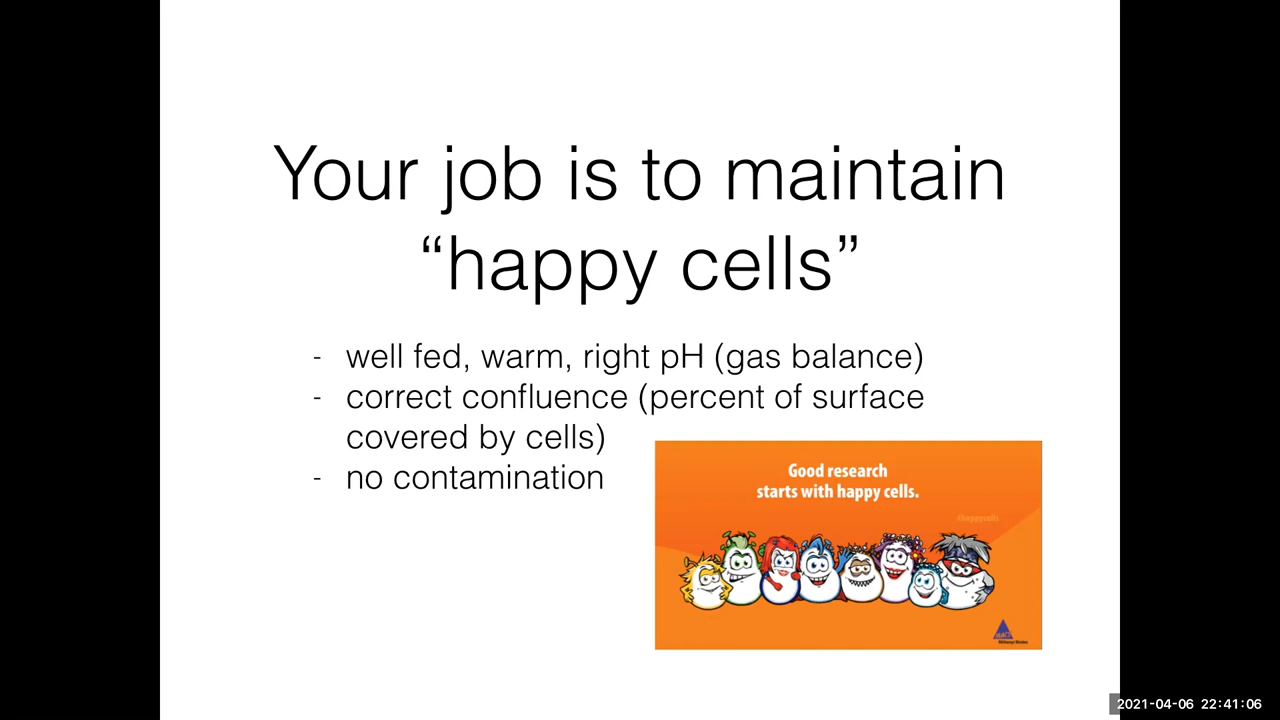 Your job is to maintain
“happy cells”
- well fed, warm, right pH (gas balance)
- correct confluence (percent of surface
covered by cells)
- no contamination
Good research
starts with happy cells.
#happycells
2021-04-06 22:41:06